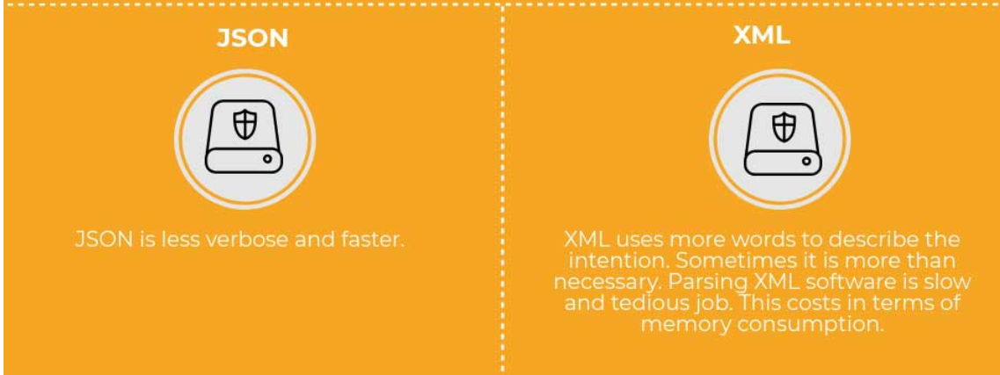 JSON
JSON is less verbose and faster.
XML
XML uses more words to describe the
intention. Sometimes it is more than
necessary. Parsing XML software is slow
and tedious job. This costs in terms of
memory consumption.